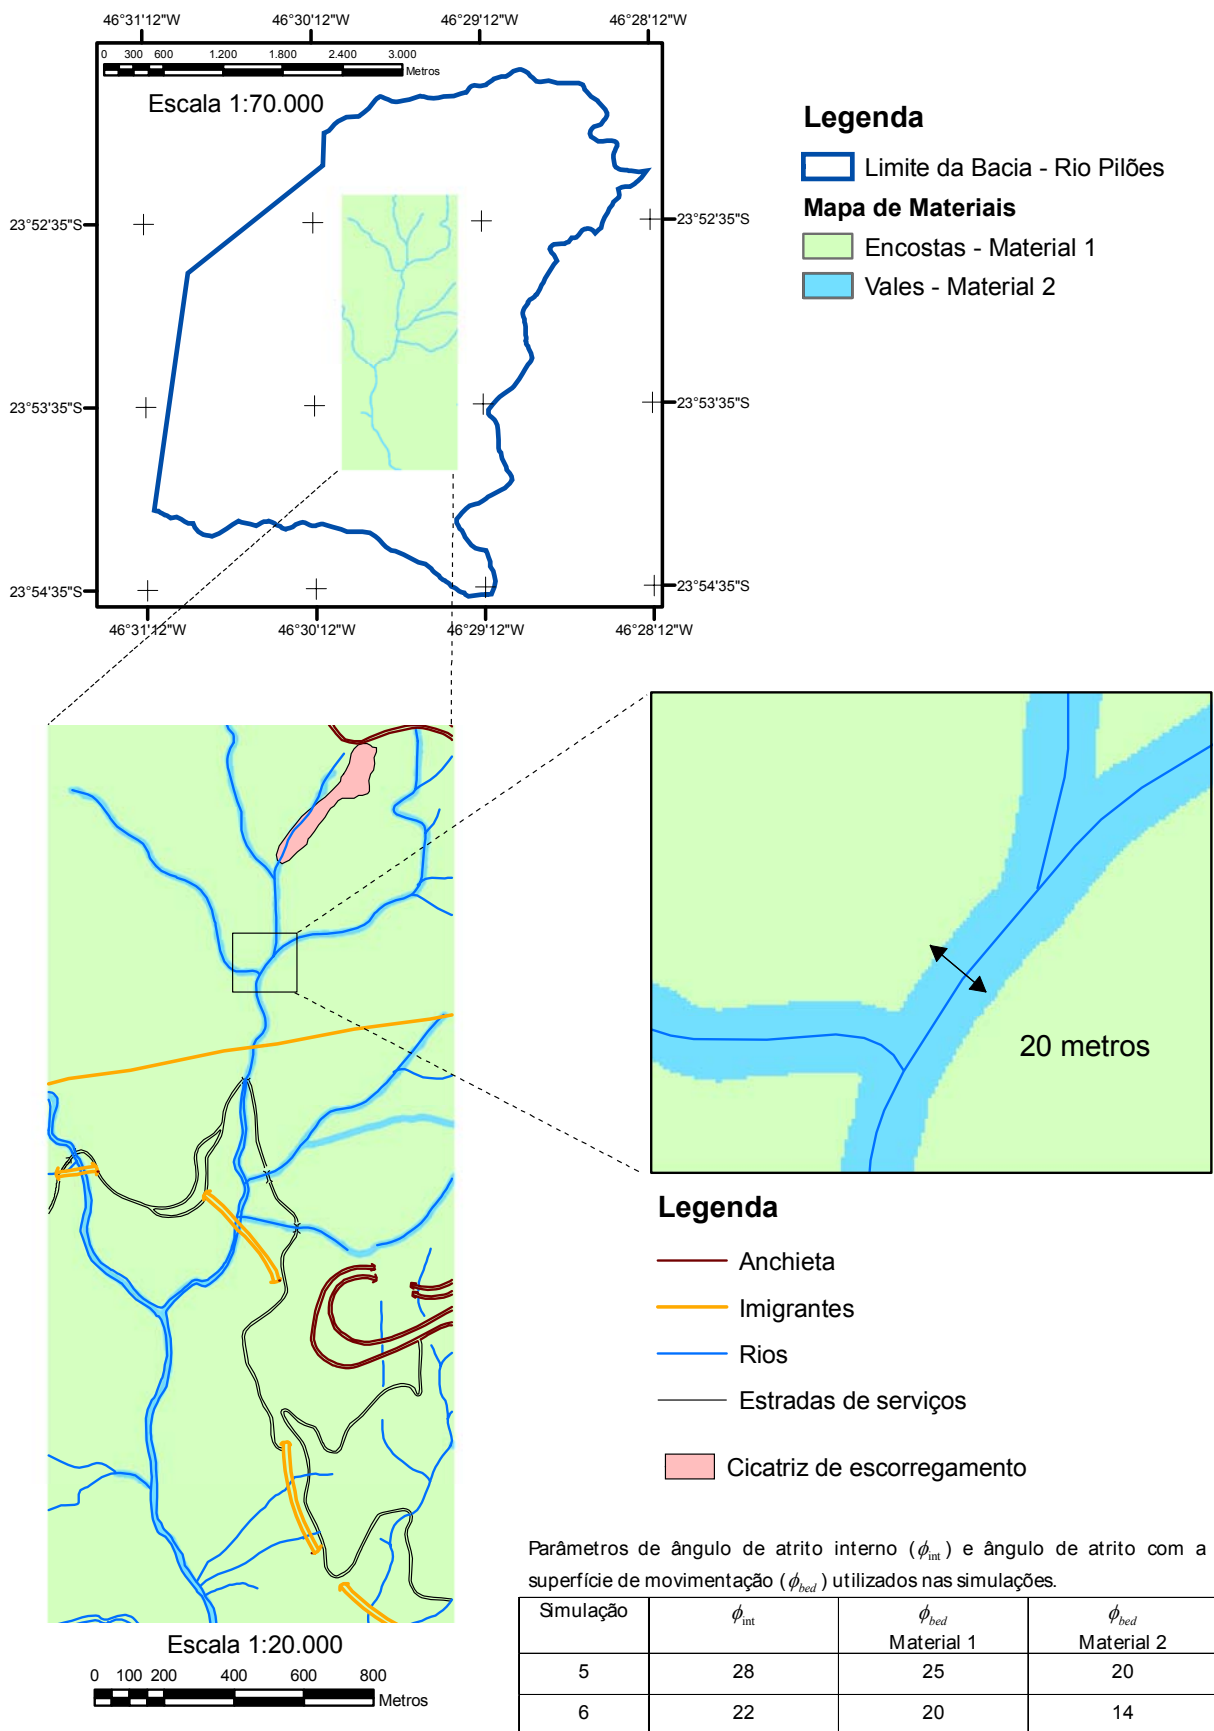 46°31'12"W 46°30'12"W 46°29'12"W 46°28'12"W
0 300 600 1.200 1.800 2.400 3.000
Metros
Escala 1:70.000
23°52'35"S 23°52'35"S
23°53'35"S 23°53'35"S
23°54'35"S 23°54'35"S
46°31'12"W 46°30'12"W 46°29'12"W 46°28'12"W
Legenda
Limite da Bacia - Rio Pilões
Mapa de Materiais
Encostas - Material 1
Vales - Material 2
20 metros
Legenda
Anchieta
Imigrantes
Rios
Estradas de serviços
Cicatriz de escorregamento
Escala 1:20.000
0 100 200 400 600 800
Metros
Parâmetros de ângulo de atrito interno (ϕint) e ângulo de atrito com a
superfície de movimentação (ϕbed) utilizados nas simulações.
Simulação ϕint ϕbed ϕbed
Material 1 Material 2
5 28 25 20
6 22 20 14